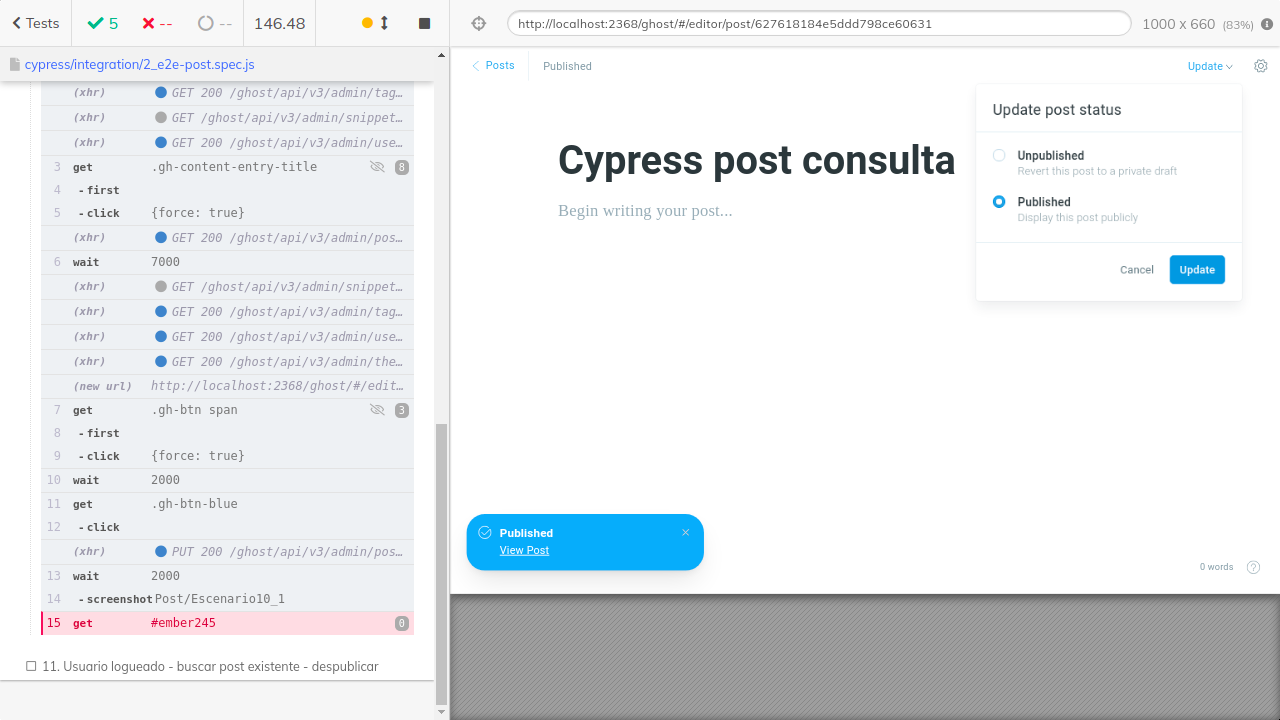 Tests
5
--
--
146.48
http://localhost:2368/ghost/#/editor/post/627618184e5ddd798ce60631
1000 x 660 (83%)
cypress/integration/2_e2e-post.spec.js
(xhr) GET 200 /ghost/api/v3/admin/tag…
(xhr) GET 200 /ghost/api/v3/admin/snippet…
(xhr) GET 200 /ghost/api/v3/admin/use…
3 get .gh-content-entry-title 8
4 -first
5 -click {force: true}
(xhr) GET 200 /ghost/api/v3/admin/pos…
6 wait 7000
(xhr) GET 200 /ghost/api/v3/admin/snippet…
(xhr) GET 200 /ghost/api/v3/admin/tag…
(xhr) GET 200 /ghost/api/v3/admin/use…
(xhr) GET 200 /ghost/api/v3/admin/the…
(new url) http://localhost:2368/ghost/#/edit…
7 get .gh-btn span 3
8 -first
9 -click {force: true}
10 wait 2000
11 get .gh-btn-blue
12 -click
(xhr) PUT 200 /ghost/api/v3/admin/pos…
13 wait 2000
14 -screenshot Post/Escenario10_1
15 get #ember245 0
11. Usuario logueado - buscar post existente - despublicar
Posts
Published
Update
Update post status
Unpublished
Revert this post to a private draft
Published
Display this post publicly
Cancel
Update
Cypress post consulta
Begin writing your post...
Published
View Post
0 words
?